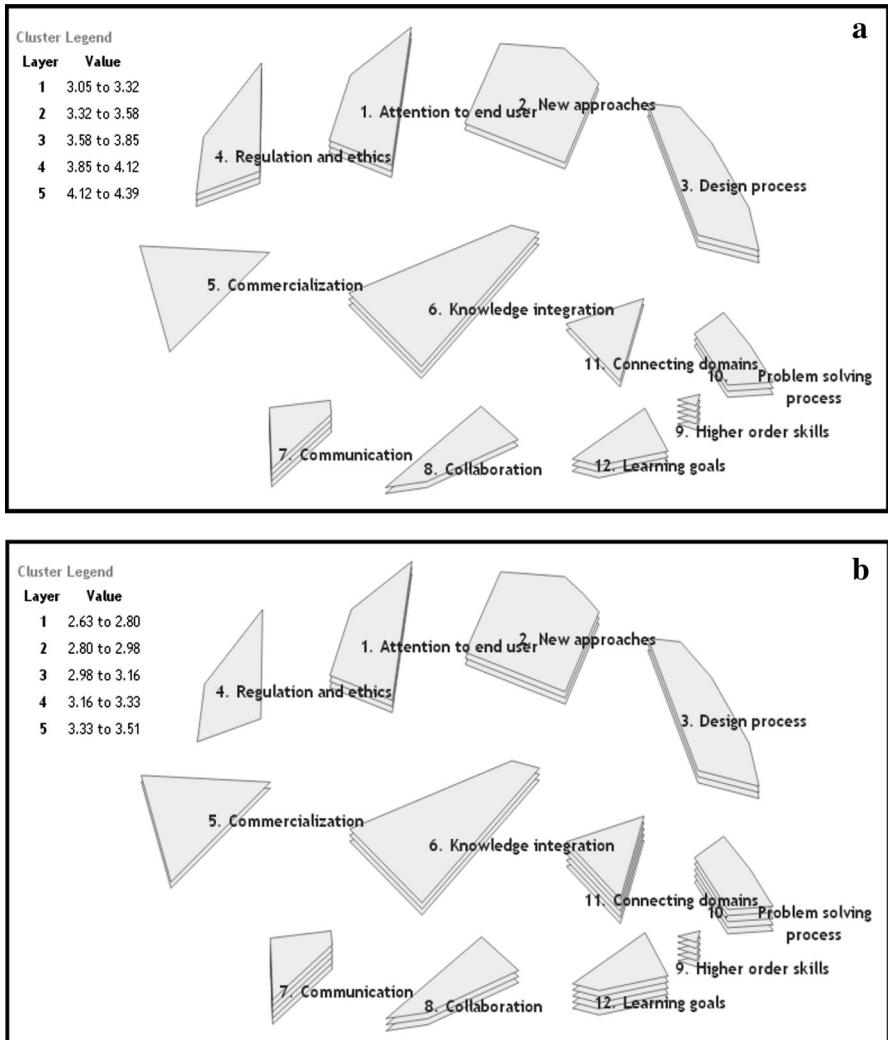 a
Cluster Legend
Layer Value
1 3.05 to 3.32
2 3.32 to 3.58
3 3.58 to 3.85
4 3.85 to 4.12
5 4.12 to 4.39
1. Attention to end user
2. New approaches
4. Regulation and ethics
3. Design process
5. Commercialization
6. Knowledge integration
11. Connecting domains
10. Problem solving
process
9. Higher order skills
7. Communication
8. Collaboration
12. Learning goals
b
Cluster Legend
Layer Value
1 2.63 to 2.80
2 2.80 to 2.98
3 2.98 to 3.16
4 3.16 to 3.33
5 3.33 to 3.51
1. Attention to end user
2. New approaches
4. Regulation and ethics
3. Design process
5. Commercialization
6. Knowledge integration
11. Connecting domains
10. Problem solving
process
9. Higher order skills
7. Communication
8. Collaboration
12. Learning goals